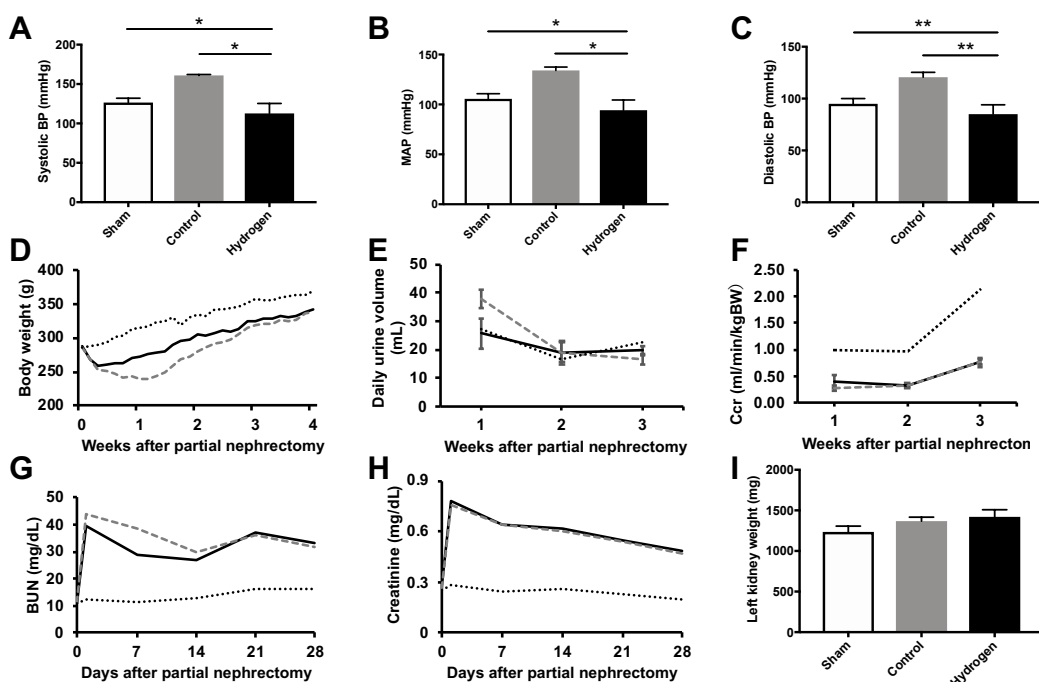 A
Systolic BP (mmHg)
200
150
100
50
0
*
*
Sham
Control
Hydrogen
B
MAP (mmHg)
150
100
50
0
*
*
Sham
Control
Hydrogen
C
Diastolic BP (mmHg)
150
100
50
0
**
**
Sham
Control
Hydrogen
D
Body weight (g)
400
350
300
250
200
0 1 2 3 4
Weeks after partial nephrectomy
E
Daily urine volume
(mL)
50
40
30
20
10
0
1 2 3
Weeks after partial nephrectomy
F
Ccr (ml/min/kgBW)
2.50
2.00
1.50
1.00
0.50
0.00
1 2 3
Weeks after partial nephrecton
G
BUN (mg/dL)
50
40
30
20
10
0
0 7 14 21 28
Days after partial nephrectomy
H
Creatinine (mg/dL)
0.9
0.6
0.3
0
0 7 14 21 28
Days after partial nephrectomy
I
Left kidney weight (mg)
2000
1500
1000
500
0
Sham
Control
Hydrogen